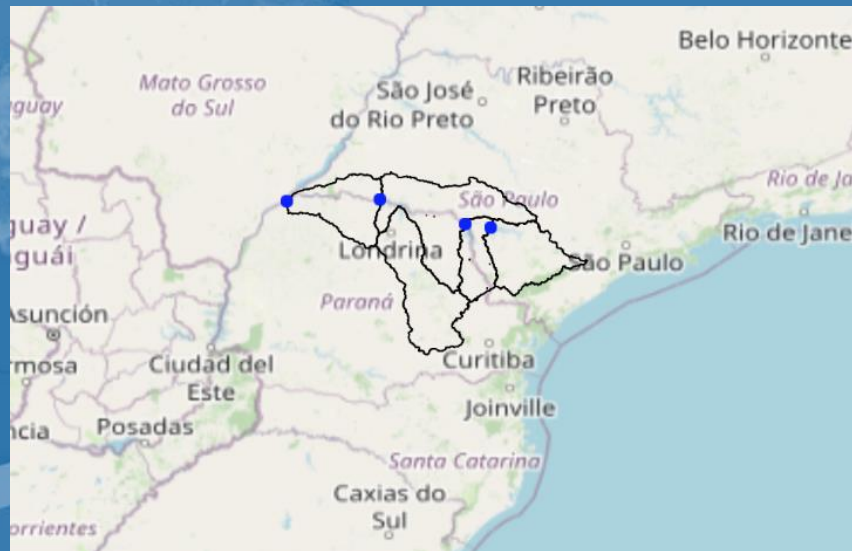 Belo Horizonte
Mato Grosso
do Sul
Ribeirão
Preto
São José
do Rio Preto
guay
Rio de Ja
São Paulo
guay /
guái
Londrina
São Paulo
Rio de Jane
Paraná
Asunción
Ciudad del
Este
Curitiba
rmosa
Joinville
ncia
Posadas
Santa Catarina
Caxias do
Sul
orrientes